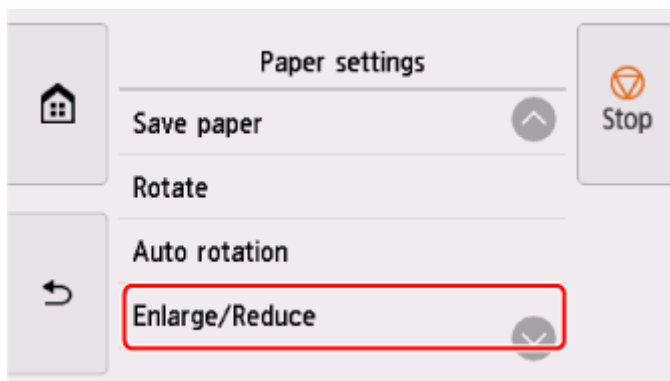 Paper settings
Save paper
Stop
Rotate
Auto rotation
Enlarge/Reduce